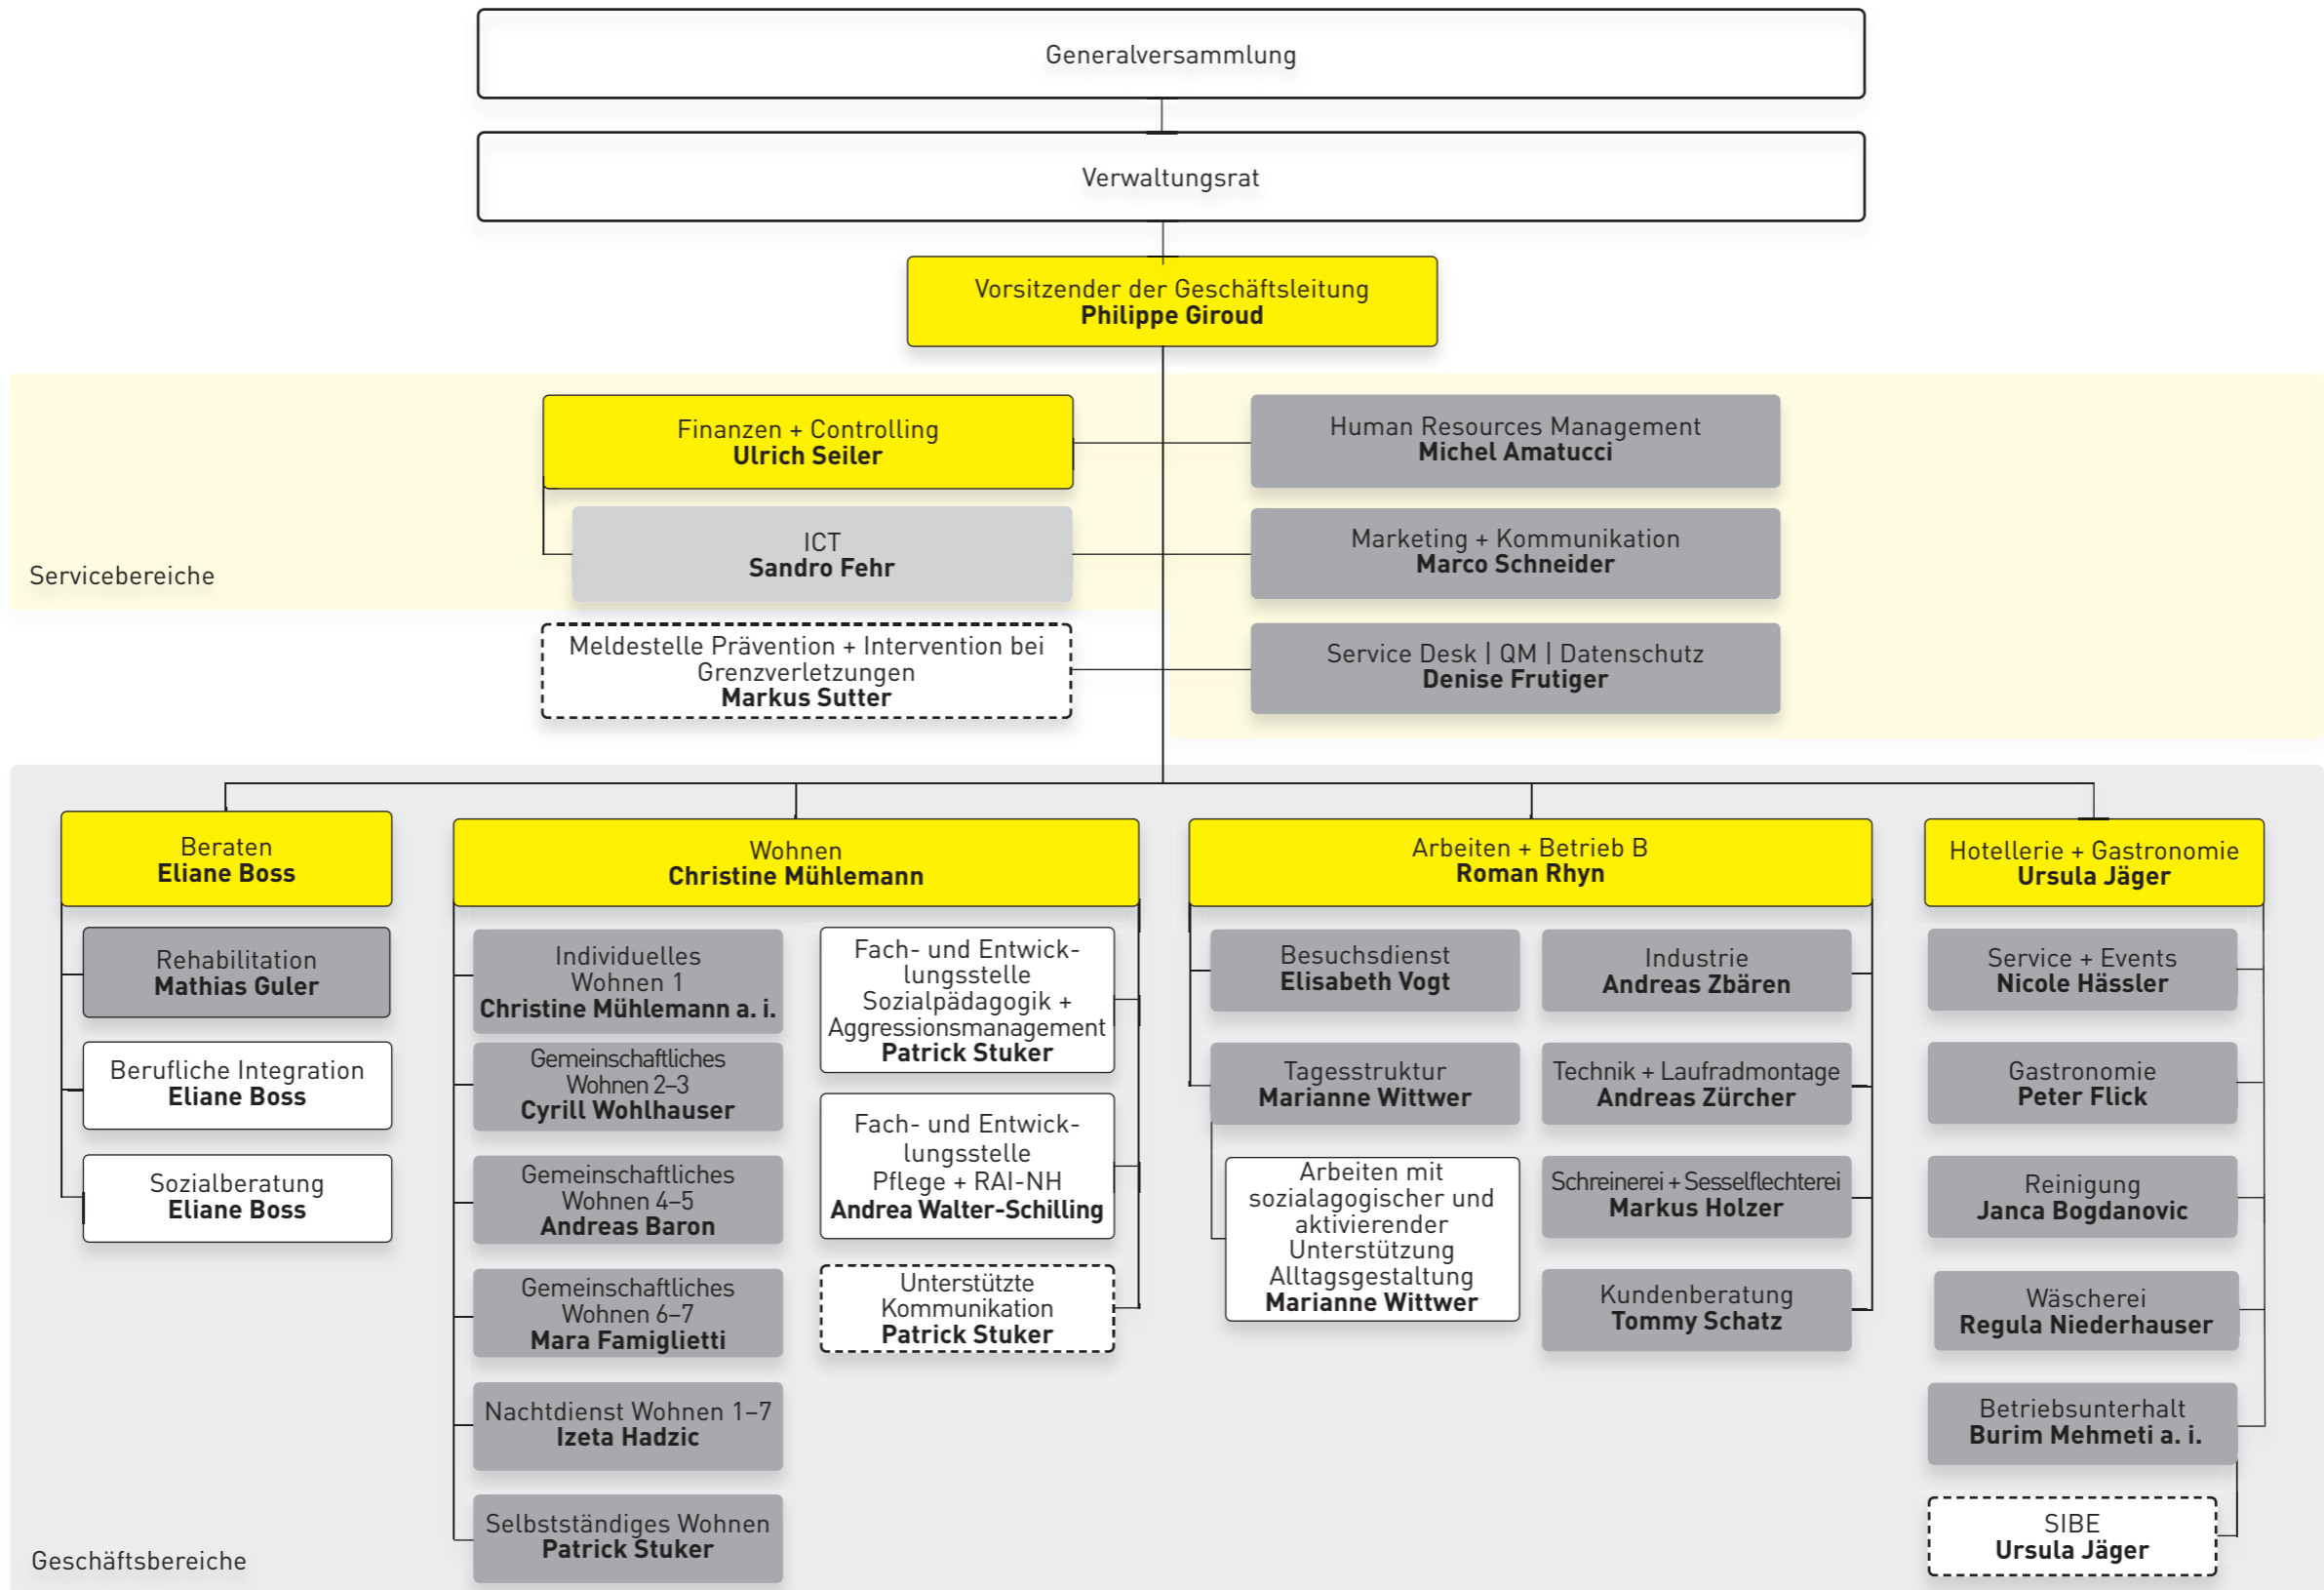 Generalversammlung
Verwaltungsrat
Vorsitzender der Geschäftsleitung
Philippe Giroud
Finanzen + Controlling
Ulrich Seiler
Human Resources Management
Michel Amatucci
ICT
Sandro Fehr
Marketing + Kommunikation
Marco Schneider
Servicebereiche
Meldestelle Prävention + Intervention bei
Grenzverletzungen
Markus Sutter
Service Desk | QM | Datenschutz
Denise Frutiger
Beraten
Eliane Boss
Rehabilitation
Mathias Guler
Berufliche Integration
Eliane Boss
Sozialberatung
Eliane Boss
Wohnen
Christine Mühlemann
Individuelles
Wohnen 1
Christine Mühlemann a. i.
Gemeinschaftliches
Wohnen 2–3
Cyrill Wohlhauser
Gemeinschaftliches
Wohnen 4–5
Andreas Baron
Gemeinschaftliches
Wohnen 6–7
Mara Famiglietti
Nachtdienst Wohnen 1–7
Izeta Hadzic
Selbstständiges Wohnen
Patrick Stuker
Fach- und Entwick-
lungsstelle
Sozialpädagogik +
Aggressionsmanagement
Patrick Stuker
Fach- und Entwick-
lungsstelle
Pflege + RAI-NH
Andrea Walter-Schilling
Unterstützte
Kommunikation
Patrick Stuker
Arbeiten + Betrieb B
Roman Rhyn
Besuchsdienst
Elisabeth Vogt
Tagesstruktur
Marianne Wittwer
Arbeiten mit
sozialagogischer und
aktivierender
Unterstützung
Alltagsgestaltung
Marianne Wittwer
Industrie
Andreas Zbären
Technik + Laufradmontage
Andreas Zürcher
Schreinerei + Sesselflechterei
Markus Holzer
Kundenberatung
Tommy Schatz
Hotellerie + Gastronomie
Ursula Jäger
Service + Events
Nicole Hässler
Gastronomie
Peter Flick
Reinigung
Janca Bogdanovic
Wäscherei
Regula Niederhauser
Betriebsunterhalt
Burim Mehmeti a. i.
SIBE
Ursula Jäger
Geschäftsbereiche